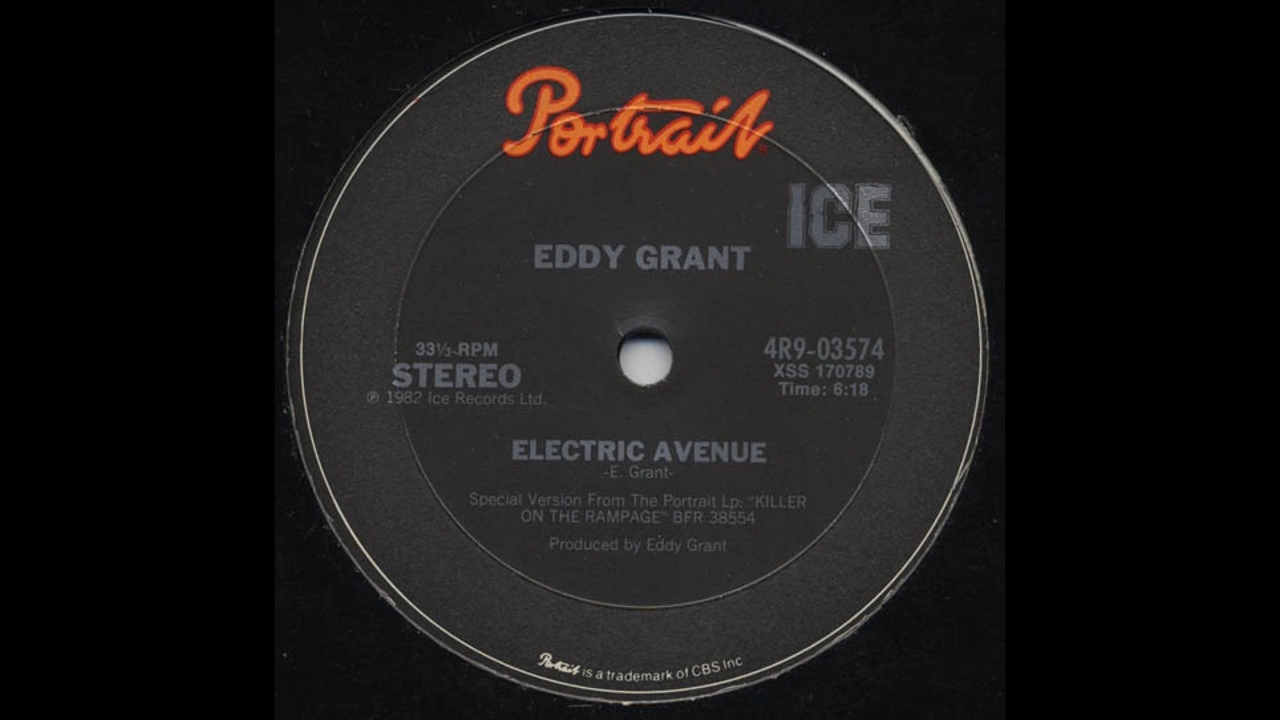 Portrait
ICE
EDDY GRANT
33⅓-RPM
STEREO
℗ 1982 Ice Records Ltd.
4R9-03574
XSS 170789
Time: 6:18
ELECTRIC AVENUE
-E. Grant-
Special Version From The Portrait Lp: "KILLER
ON THE RAMPAGE" BFR 38554
Produced by Eddy Grant
Portrait is a trademark of CBS Inc